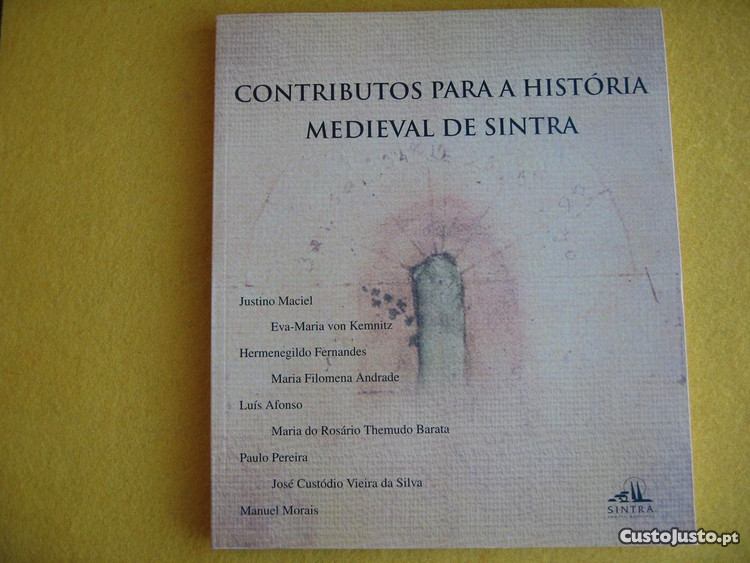 CONTRIBUTOS PARA A HISTÓRIA
MEDIEVAL DE SINTRA
Justino Maciel
Eva-Maria von Kemnitz
Hermenegildo Fernandes
Maria Filomena Andrade
Luís Afonso
Maria do Rosário Themudo Barata
Paulo Pereira
José Custódio Vieira da Silva
Manuel Morais
SINTRA
CustoJusto.pt